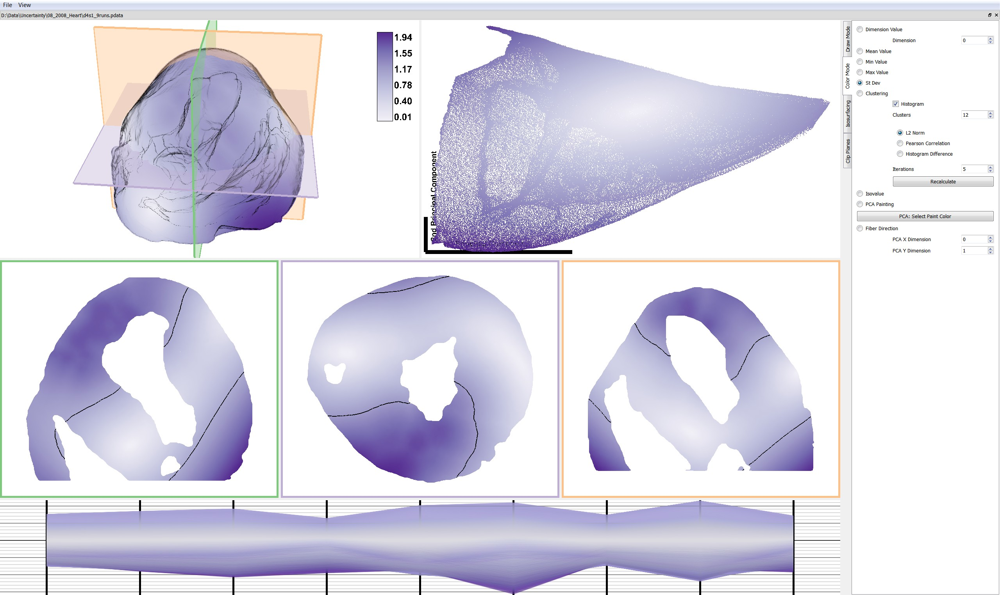 File View
D:\Data\Uncertainty\08_2008_Heart\d4s1_9runs.pdata
1.94
1.55
1.17
0.78
0.40
0.01
2nd Principal Component
Draw Mode
Color Mode
Isosurfacing
Clip Planes
Dimension Value
Dimension 0
Mean Value
Min Value
Max Value
St Dev
Clustering
Histogram
Clusters 12
L2 Norm
Pearson Correlation
Histogram Difference
Iterations 5
Recalculate
Isovalue
PCA Painting
PCA: Select Paint Color
Fiber Direction
PCA X Dimension 0
PCA Y Dimension 1